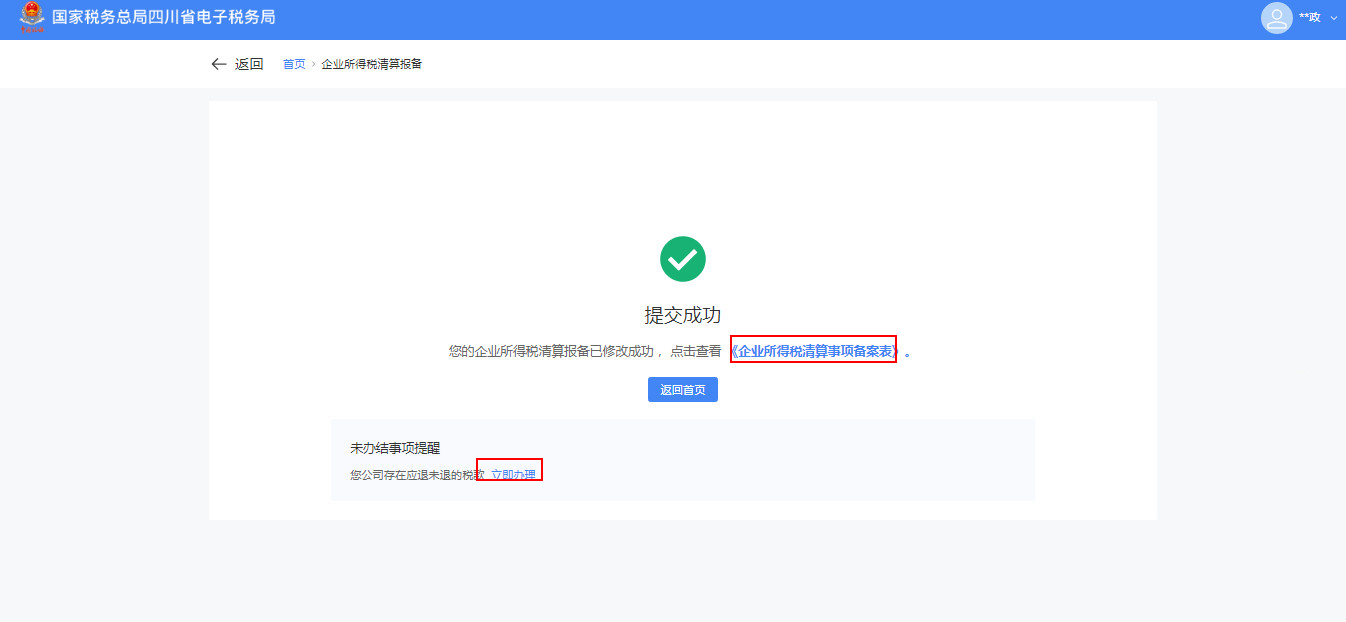 国家税务总局四川省电子税务局
**政
返回 首页 > 企业所得税清算报备
提交成功
您的企业所得税清算报备已修改成功，点击查看 《企业所得税清算事项备案表》。
返回首页
未办结事项提醒
您公司存在应退未退的税款 立即办理